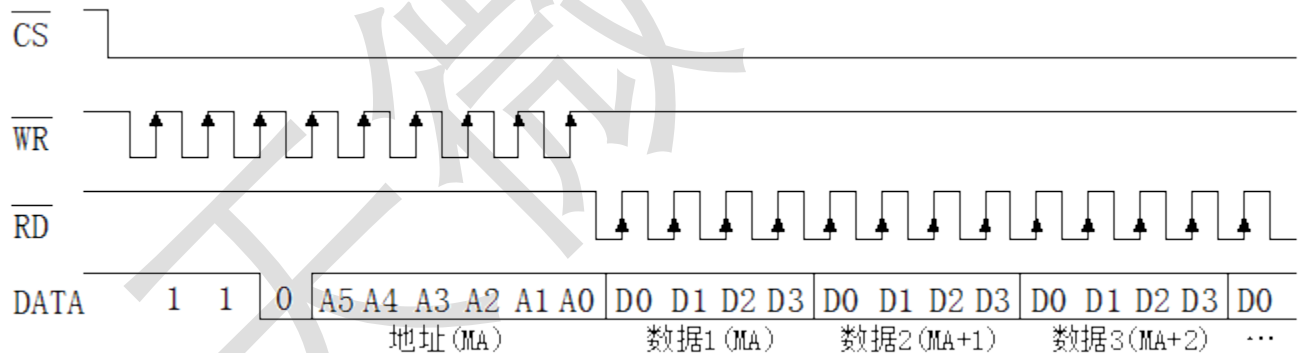 CS
WR
RD
DATA 1 1 0 A5 A4 A3 A2 A1 A0 D0 D1 D2 D3 D0 D1 D2 D3 D0 D1 D2 D3 D0
地址(MA) 数据1(MA) 数据2(MA+1) 数据3(MA+2) ...
天微